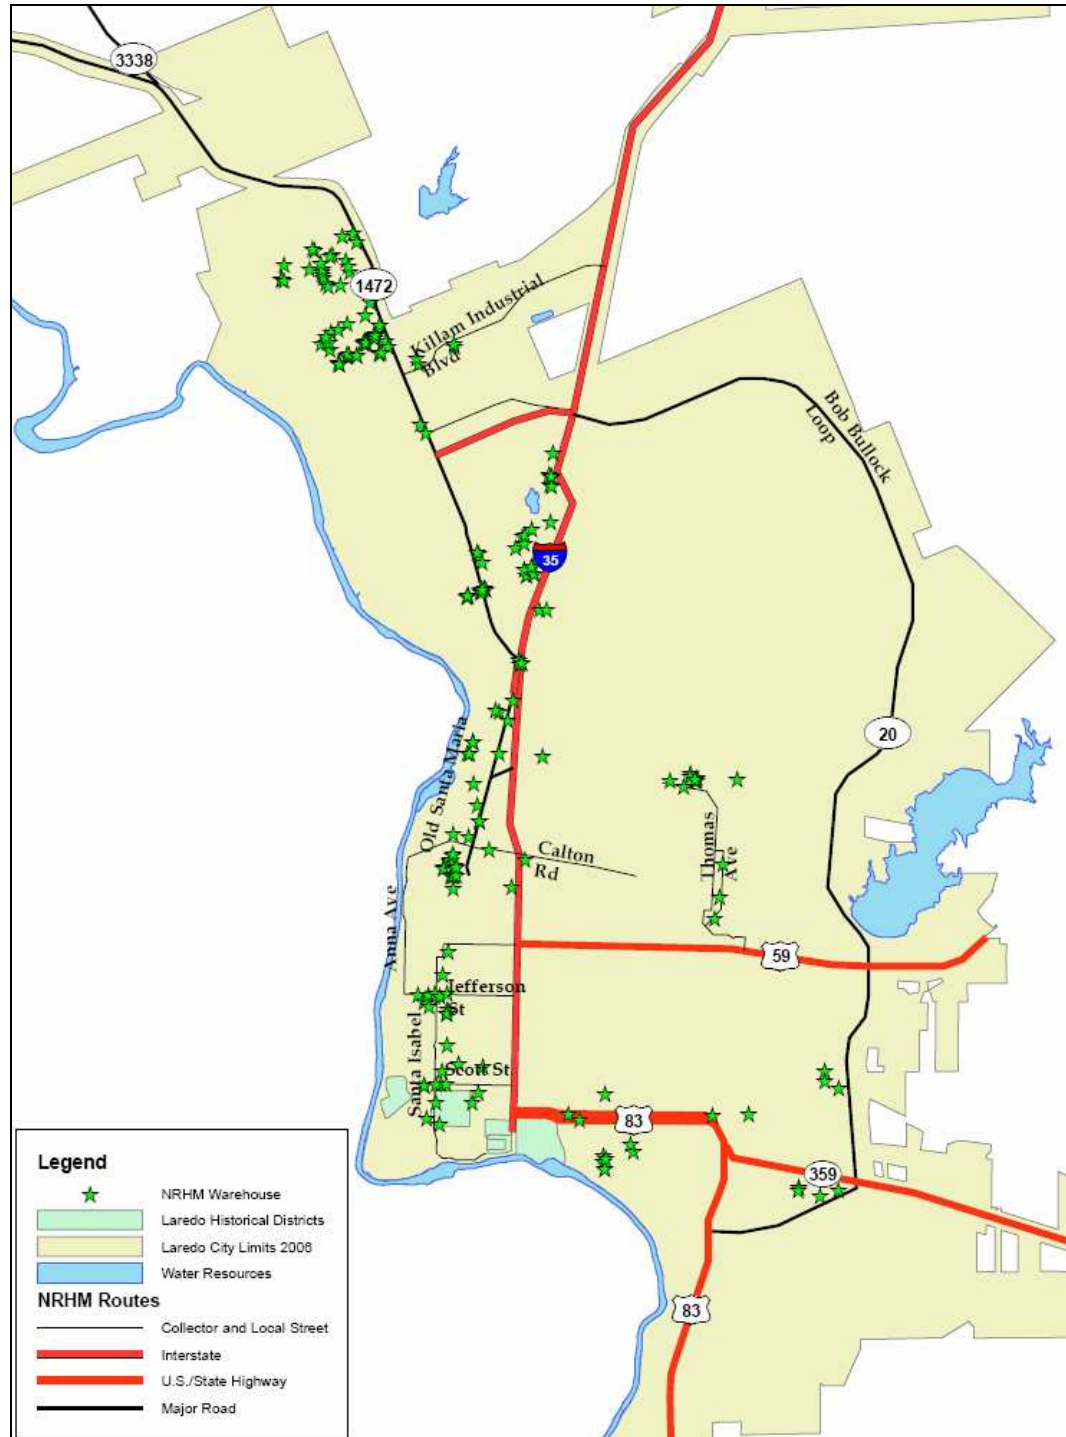 3338
1472
Killam Industrial
Blvd
Bob Bullock
Loop
35
20
Old Santa Maria
Calton
Rd
Thomas
Ave
Anna Ave
59
Jefferson
St
Santa Isabel
Scott St.
83
359
83
Legend
NRHM Warehouse
Laredo Historical Districts
Laredo City Limits 2006
Water Resources
NRHM Routes
Collector and Local Street
Interstate
U.S./State Highway
Major Road